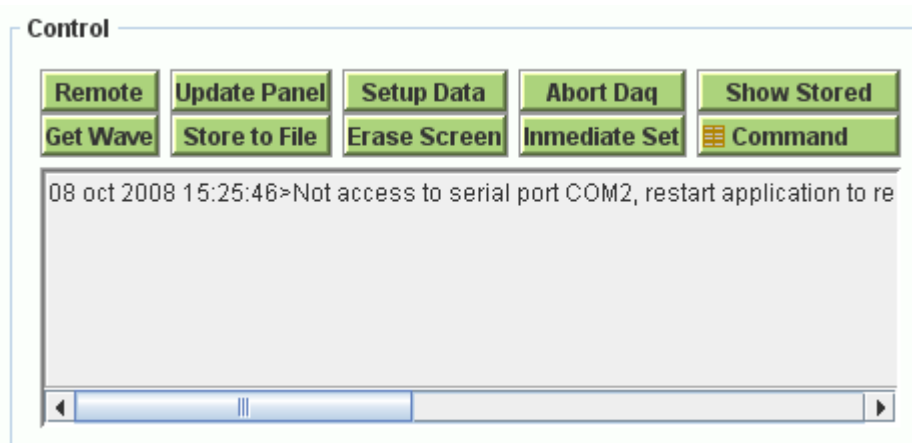 Control
Remote Update Panel Setup Data Abort Daq Show Stored
Get Wave Store to File Erase Screen Inmediate Set Command
08 oct 2008 15:25:46>Not access to serial port COM2, restart application to re